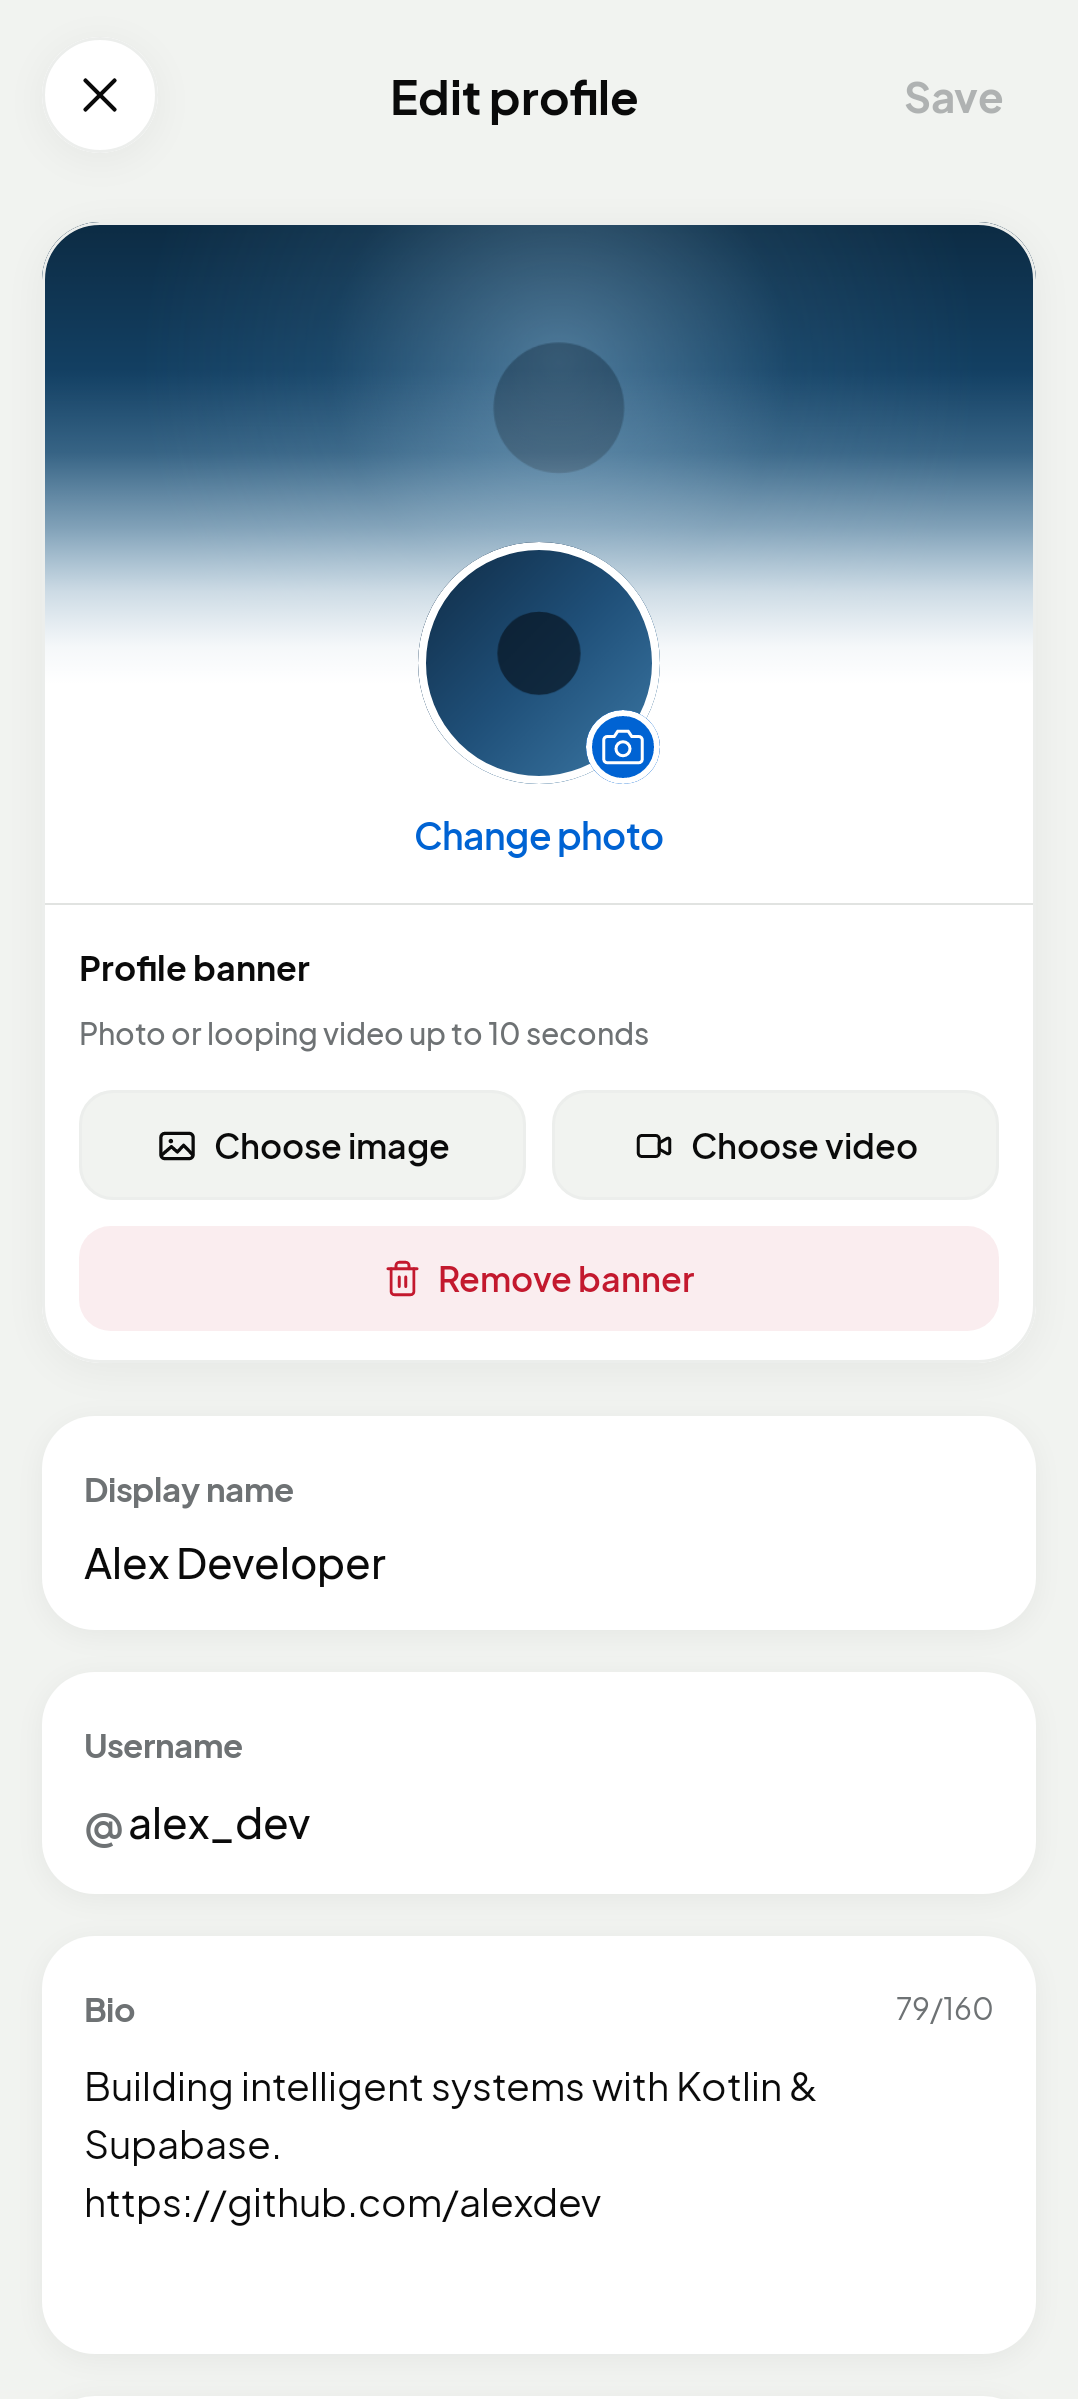 Edit profile
Save
Change photo
Profile banner
Photo or looping video up to 10 seconds
Choose image
Choose video
Remove banner
Display name
Alex Developer
Username
@alex_dev
Bio
79/160
Building intelligent systems with Kotlin &
Supabase.
https://github.com/alexdev